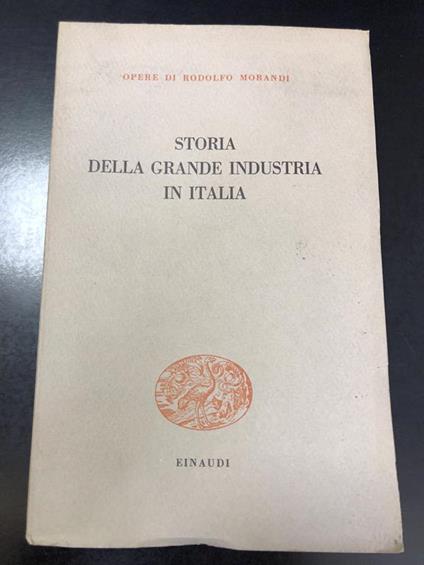 OPERE DI RODOLFO MORANDI
STORIA
DELLA GRANDE INDUSTRIA
IN ITALIA
EINAUDI